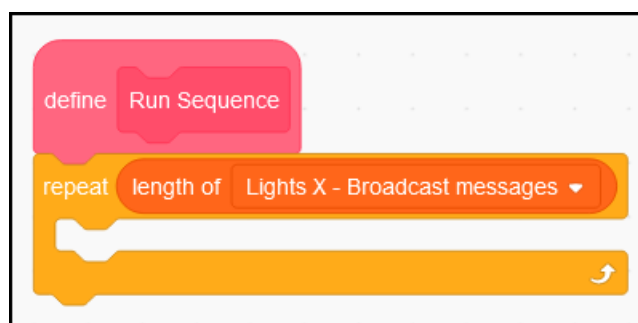 define Run Sequence
repeat length of Lights X - Broadcast messages